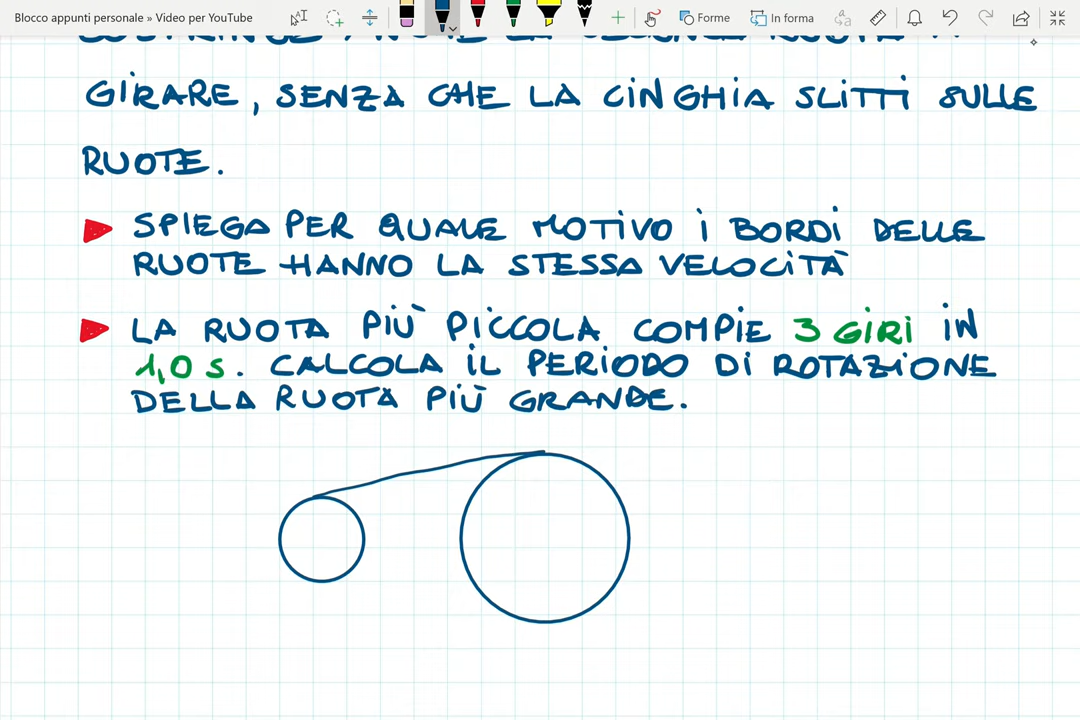 Blocco appunti personale » Video per YouTube
Forme
In forma
GIRARE, SENZA CHE LA CINGHIA SLITTI SULLE
RUOTE.
SPIEGA PER QUALE MOTIVO I BORDI DELLE
RUOTE HANNO LA STESSA VELOCITÀ
LA RUOTA PIÙ PICCOLA COMPIE 3 GIRI IN
1,0 s. CALCOLA IL PERIODO DI ROTAZIONE
DELLA RUOTA PIÙ GRANDE.